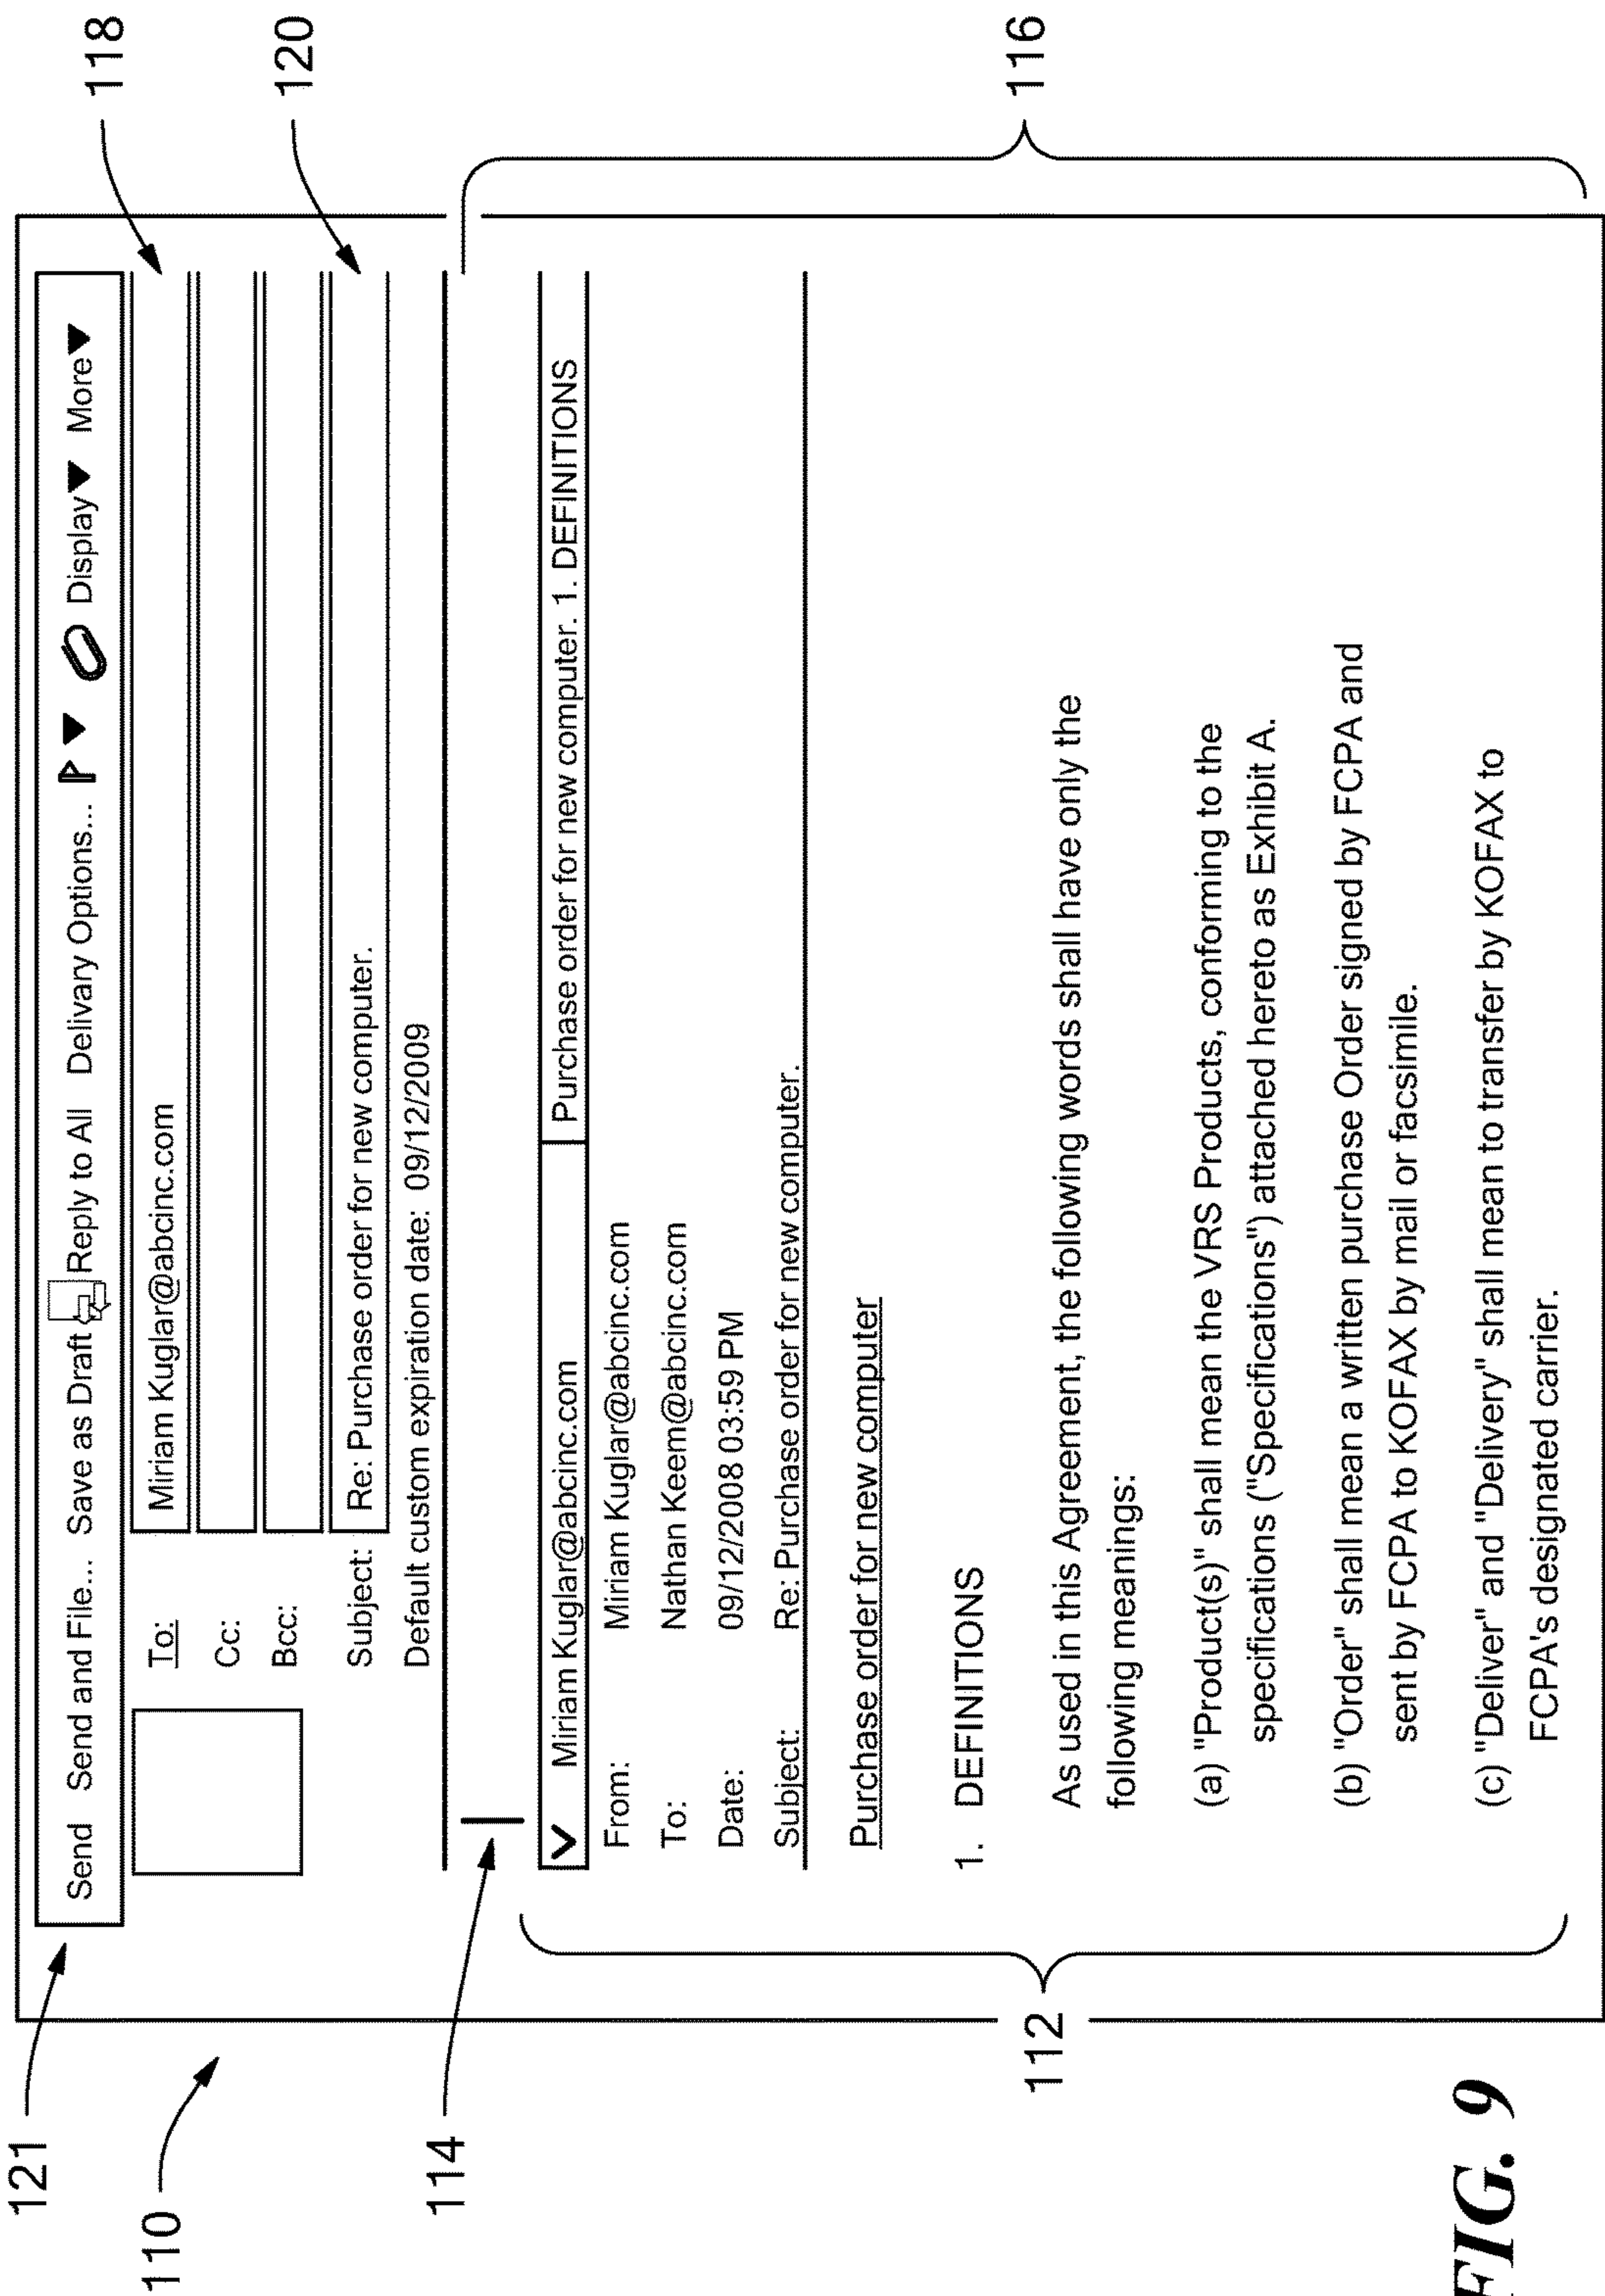 121
110
Send Send and File... Save as Draft Reply to All Delivary Options... Display More
118
To: Miriam Kuglar@abcinc.com
Cc:
Bcc:
120
Subject: Re: Purchase order for new computer.
Default custom expiration date: 09/12/2009
114
Miriam Kuglar@abcinc.com Purchase order for new computer. 1. DEFINITIONS
From: Miriam Kuglar@abcinc.com
To: Nathan Keem@abcinc.com
Date: 09/12/2008 03:59 PM
Subject: Re: Purchase order for new computer.
Purchase order for new computer
1. DEFINITIONS
112
116
As used in this Agreement, the following words shall have only the
following meanings:
(a) "Product(s)" shall mean the VRS Products, conforming to the
specifications ("Specifications") attached hereto as Exhibit A.
(b) "Order" shall mean a written purchase Order signed by FCPA and
sent by FCPA to KOFAX by mail or facsimile.
(c) "Deliver" and "Delivery" shall mean to transfer by KOFAX to
FCPA's designated carrier.
FIG. 9